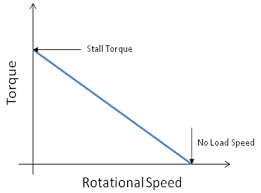 Stall Torque
Torque
No Load Speed
Rotational Speed